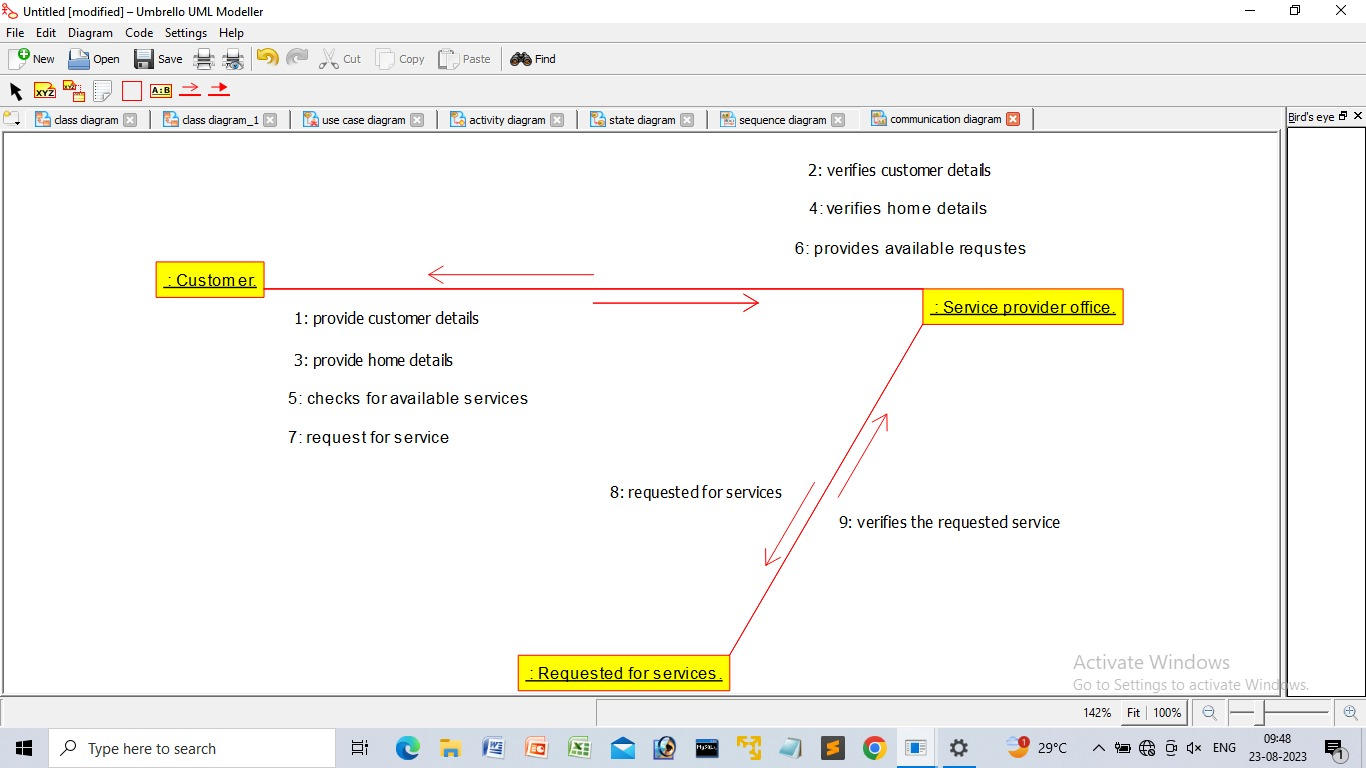 Untitled [modified] – Umbrello UML Modeller
File Edit Diagram Code Settings Help
New Open Save Cut Copy Paste Find
XYZ XYZ A:B
class diagram class diagram_1 use case diagram activity diagram state diagram sequence diagram communication diagram Bird's eye
2: verifies customer details
4: verifies home details
6: provides available requstes
: Customer.
: Service provider office.
1: provide customer details
3: provide home details
5: checks for available services
7: request for service
8: requested for services
9: verifies the requested service
: Requested for services.
Activate Windows
Go to Settings to activate Windows.
142% Fit 100%
Type here to search
MySQL
1
29°C
ENG
09:48
23-08-2023
1